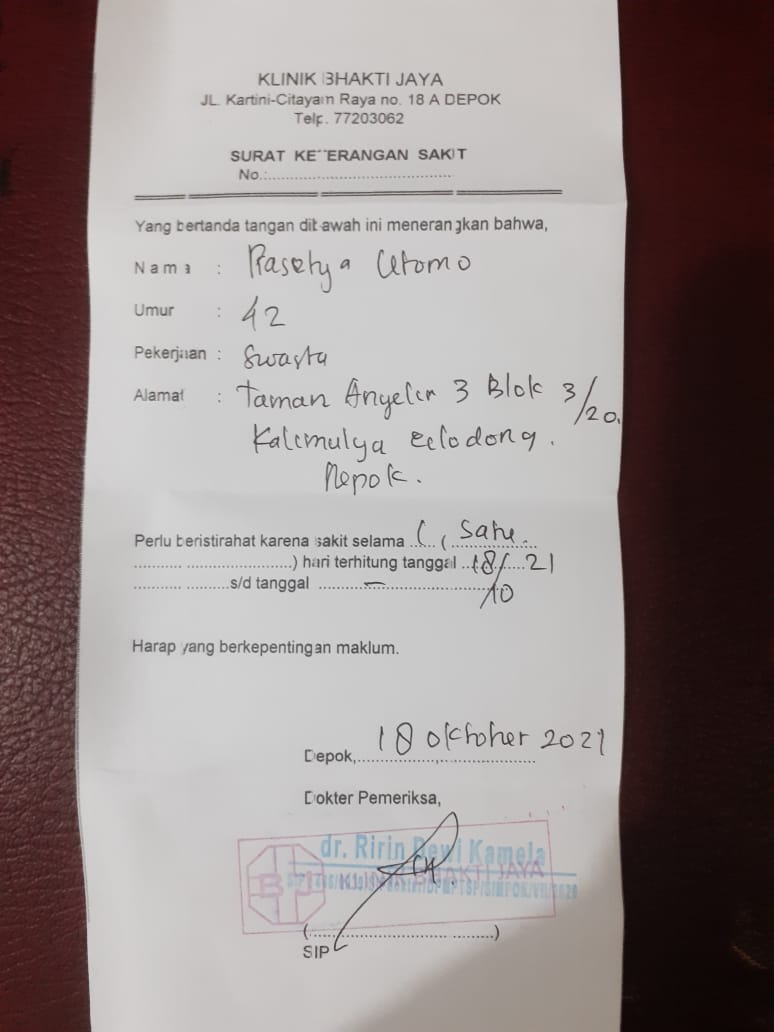 KLINIK BHAKTI JAYA
JL. Kartini-Citayam Raya no. 18 A DEPOK
Telp. 77203062
SURAT KETERANGAN SAKIT
No.:..........................................
Yang bertanda tangan dibawah ini menerangkan bahwa,
Nama : Prasetya Utomo
Umur : 42
Pekerjaan : Swasta
Alamat : Taman Anyelir 3 Blok 3/20.
Kalimulya Cilodong.
Depok.
Perlu beristirahat karena sakit selama ..1..(..Satu..
........................................) hari terhitung tanggal ..18/10 21
......................s/d tanggal ......–......
Harap yang berkepentingan maklum.
Depok, 18 Oktober 2021
Dokter Pemeriksa,
dr. Ririn Dewi Kamela
KLINIK BHAKTI JAYA
(........................................)
SIP